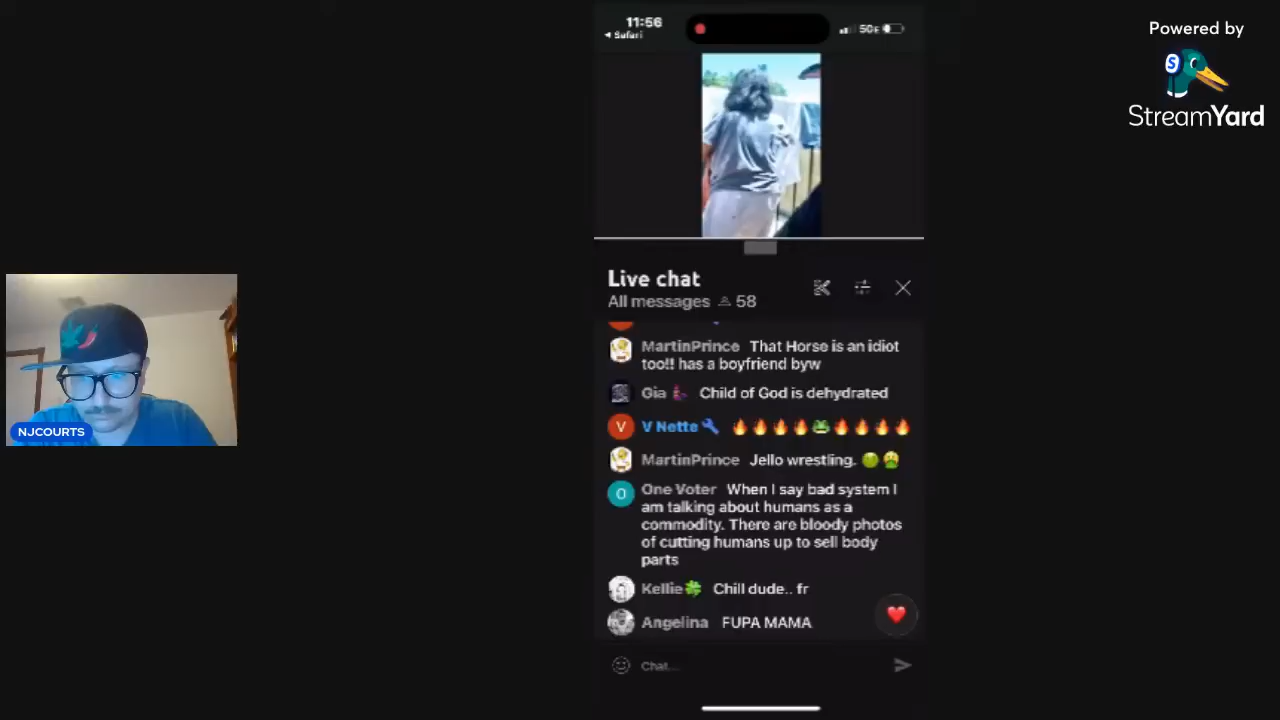 11:56
Safari
Powered by
StreamYard
Live chat
All messages 58
MartinPrince That Horse is an idiot
too!! has a boyfriend byw
Gia Child of God is dehydrated
V
V Nette 🔧 🔥🔥🔥🔥🐸🔥🔥🔥🔥
MartinPrince Jello wrestling. 🤢🤮
O
One Voter When I say bad system I
am talking about humans as a
commodity. There are bloody photos
of cutting humans up to sell body
parts
Kellie🍀 Chill dude.. fr
Angelina FUPA MAMA
Chat...
NJCOURTS